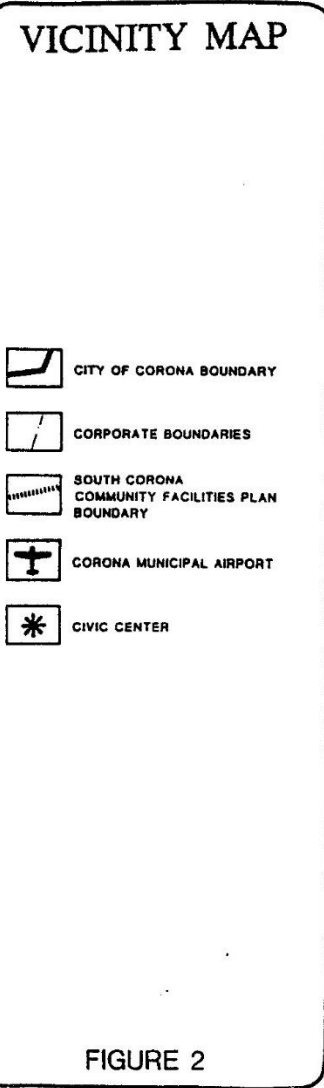 VICINITY MAP
CITY OF CORONA BOUNDARY
CORPORATE BOUNDARIES
SOUTH CORONA
COMMUNITY FACILITIES PLAN
BOUNDARY
CORONA MUNICIPAL AIRPORT
CIVIC CENTER
FIGURE 2